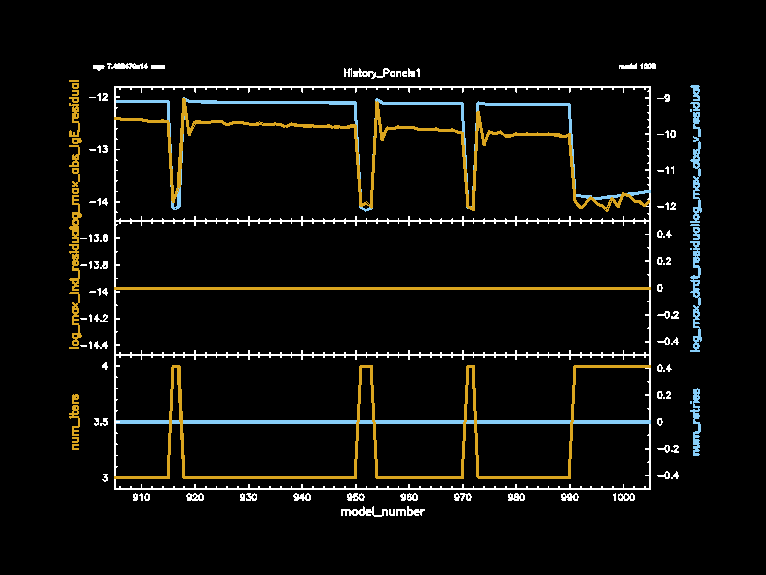 History_Panels1
log_max_abs_lgE_residual
-12
-13
-14
-9
-10
-11
-12
log_max_abs_v_residual
log_max_lnd_residual
-13.6
-13.8
-14
-14.2
-14.4
0.4
0.2
0
-0.2
-0.4
log_max_drdt_residual
num_iters
4
3.5
3
0.4
0.2
0
-0.2
-0.4
num_retries
910 920 930 940 950 960 970 980 990 1000
model_number